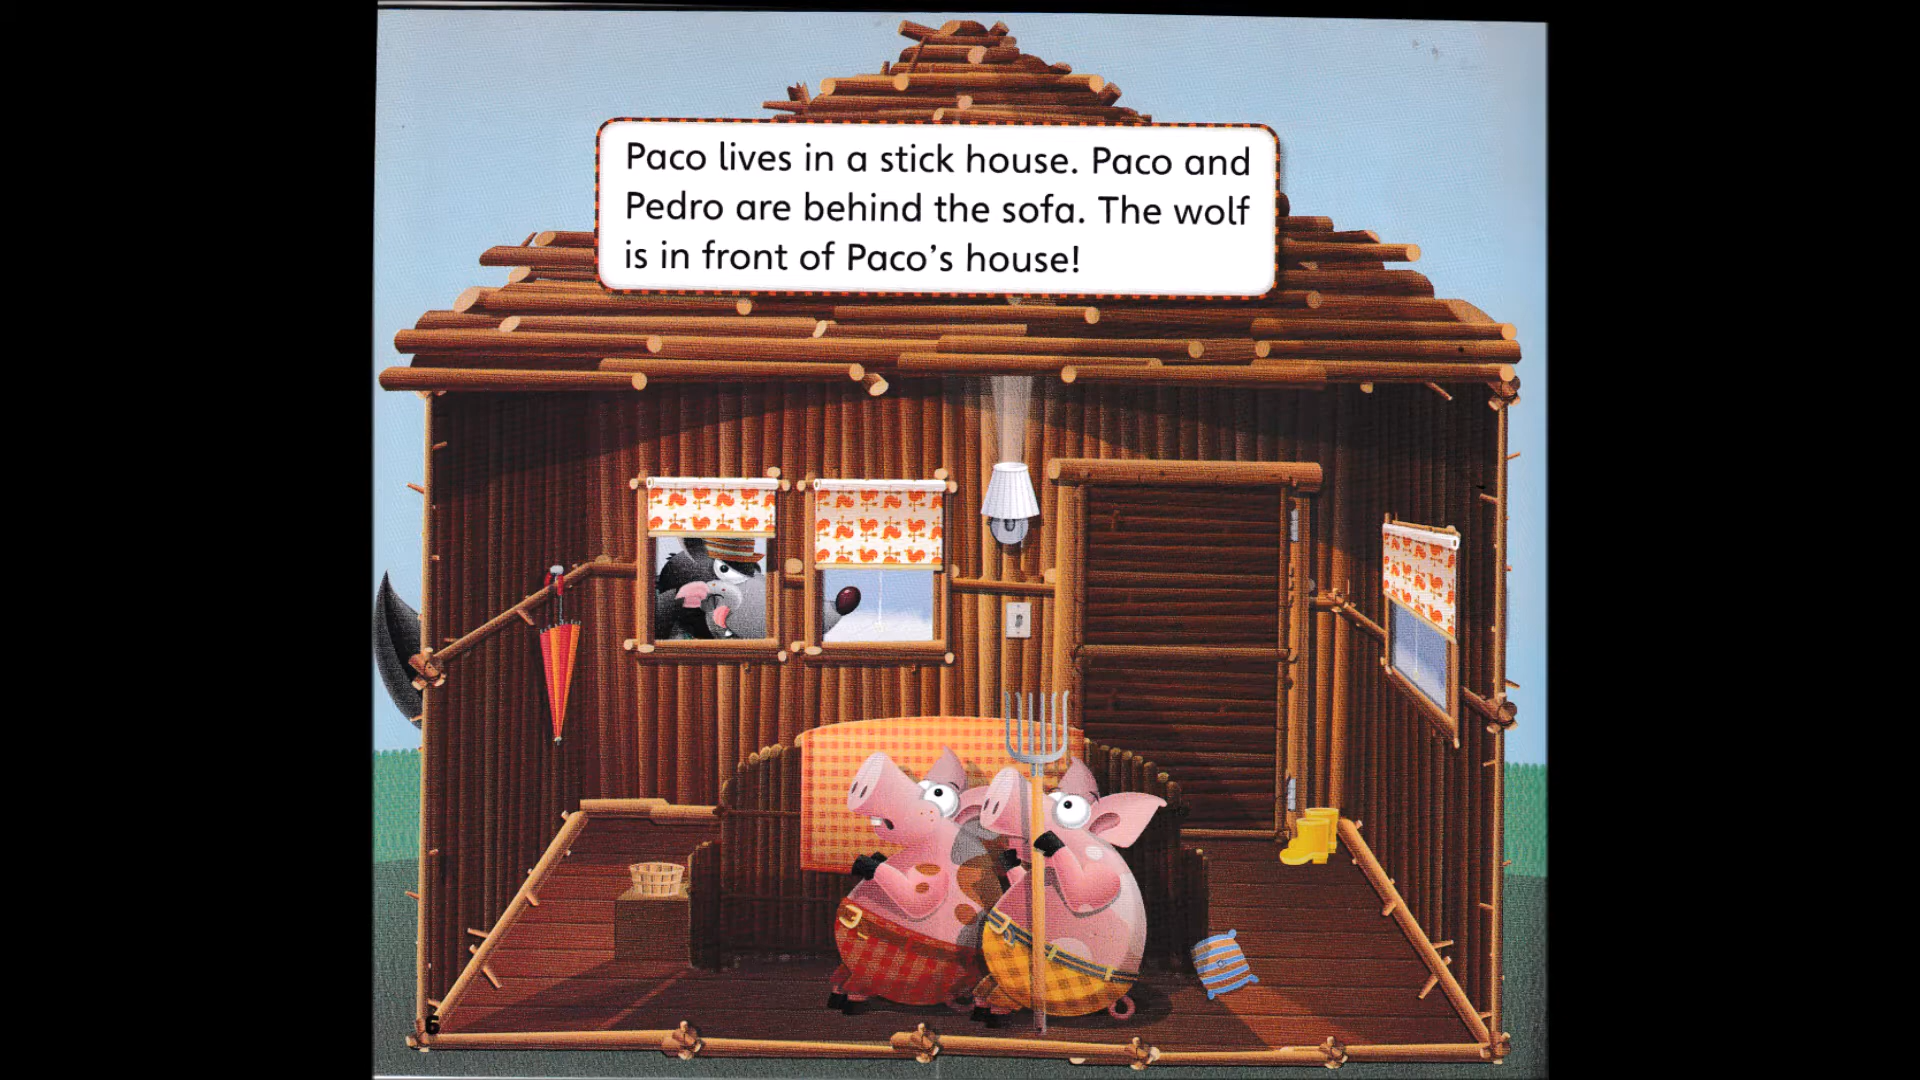 Paco lives in a stick house. Paco and
Pedro are behind the sofa. The wolf
is in front of Paco’s house!
6